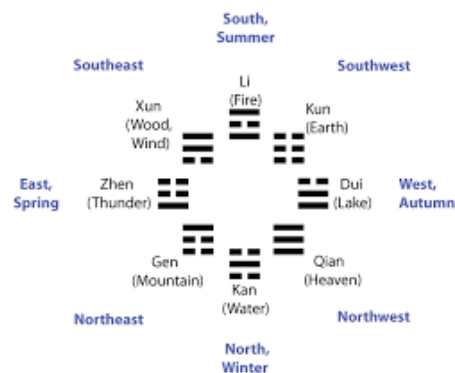 South,
Summer
Southeast
Southwest
Li
(Fire)
Xun
(Wood,
Wind)
Kun
(Earth)
East,
Spring
Zhen
(Thunder)
Dui
(Lake)
West,
Autumn
Gen
(Mountain)
Kan
(Water)
Qian
(Heaven)
Northeast
Northwest
North,
Winter